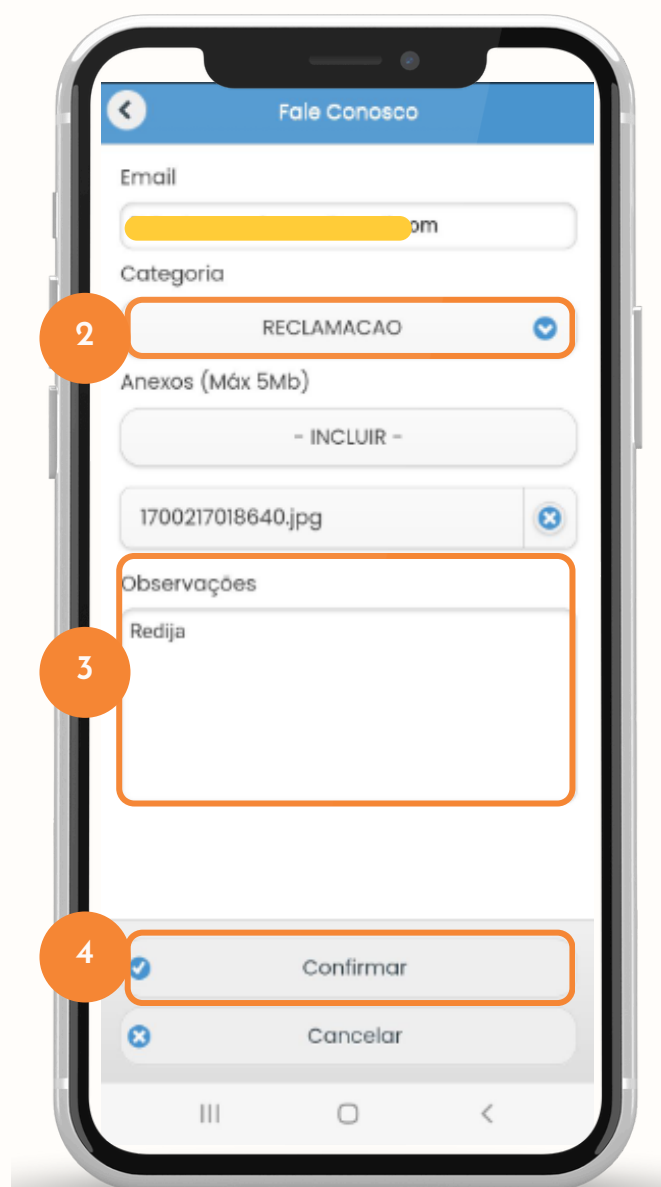 Fale Conosco
Email
om
Categoria
2
RECLAMACAO
Anexos (Máx 5Mb)
- INCLUIR -
1700217018640.jpg
Observações
Redija
3
4
Confirmar
Cancelar